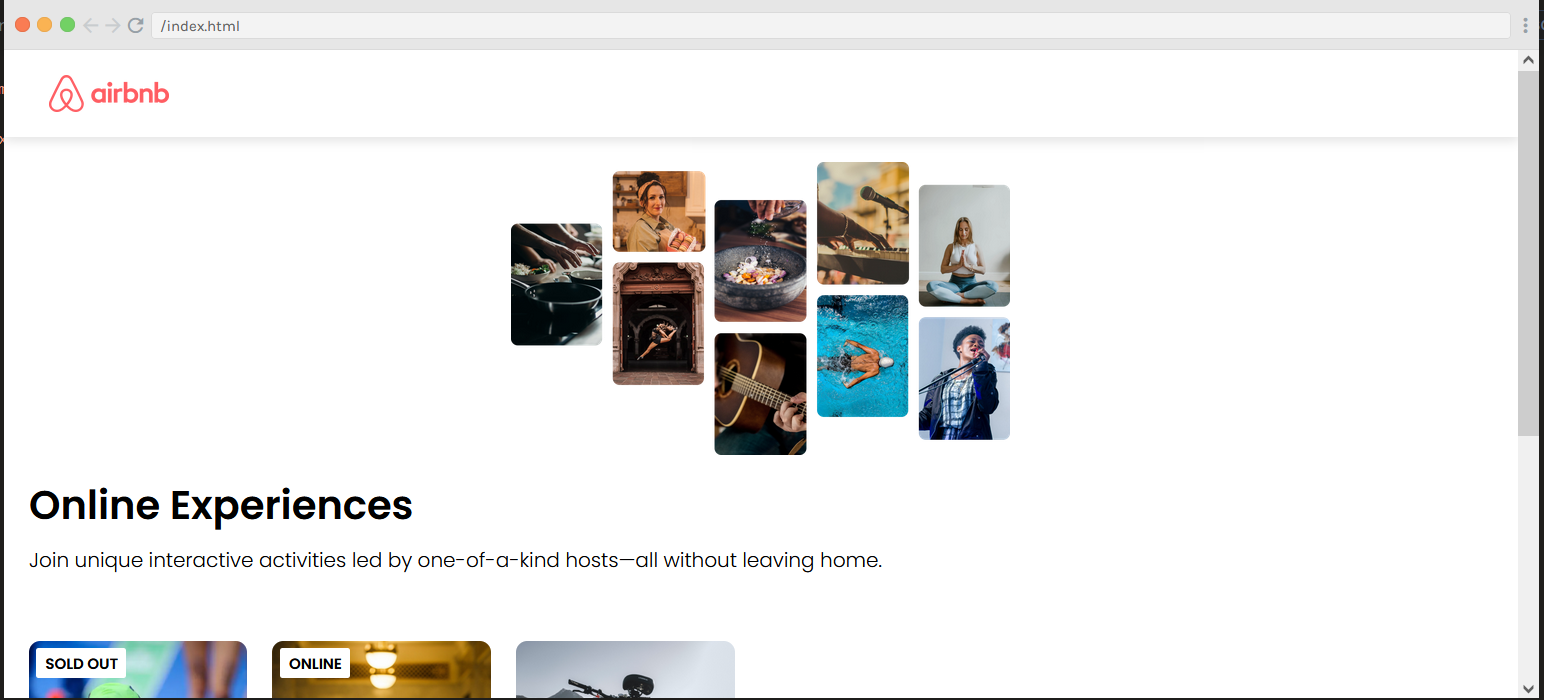 /index.html
airbnb
Online Experiences
Join unique interactive activities led by one-of-a-kind hosts—all without leaving home.
SOLD OUT
ONLINE